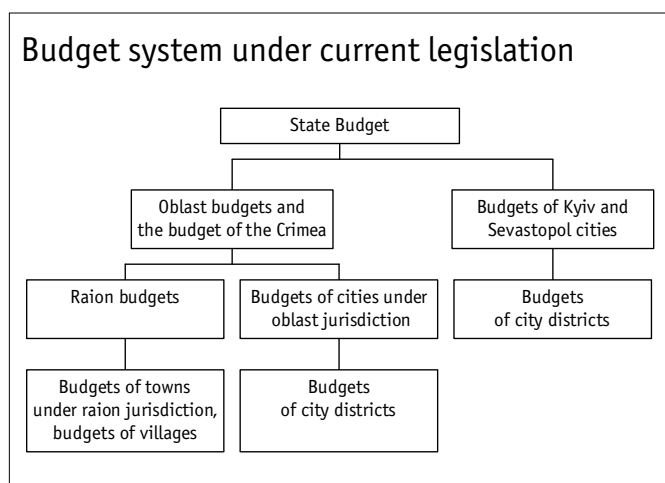 Budget system under current legislation
State Budget
Oblast budgets and
the budget of the Crimea
Budgets of Kyiv and
Sevastopol cities
Raion budgets
Budgets of cities under
oblast jurisdiction
Budgets
of city districts
Budgets of towns
under raion jurisdiction,
budgets of villages
Budgets
of city districts